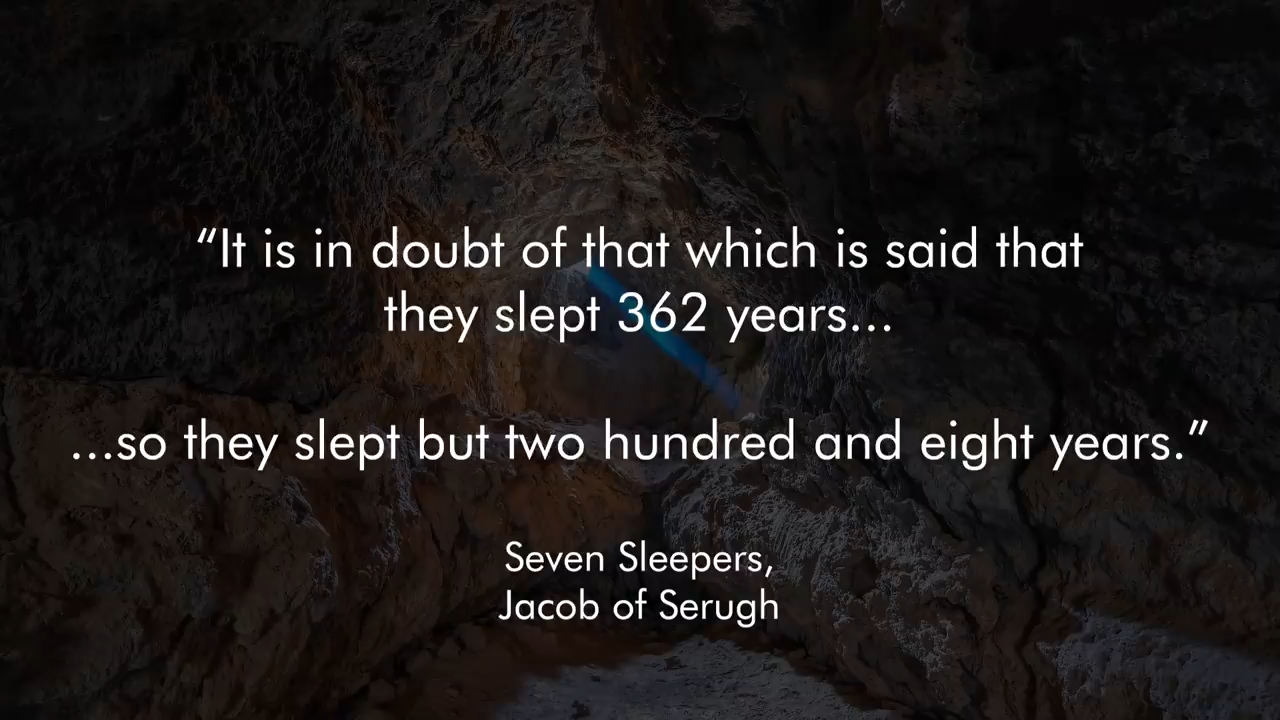 “It is in doubt of that which is said that
they slept 362 years...
...so they slept but two hundred and eight years.”
Seven Sleepers,
Jacob of Serugh